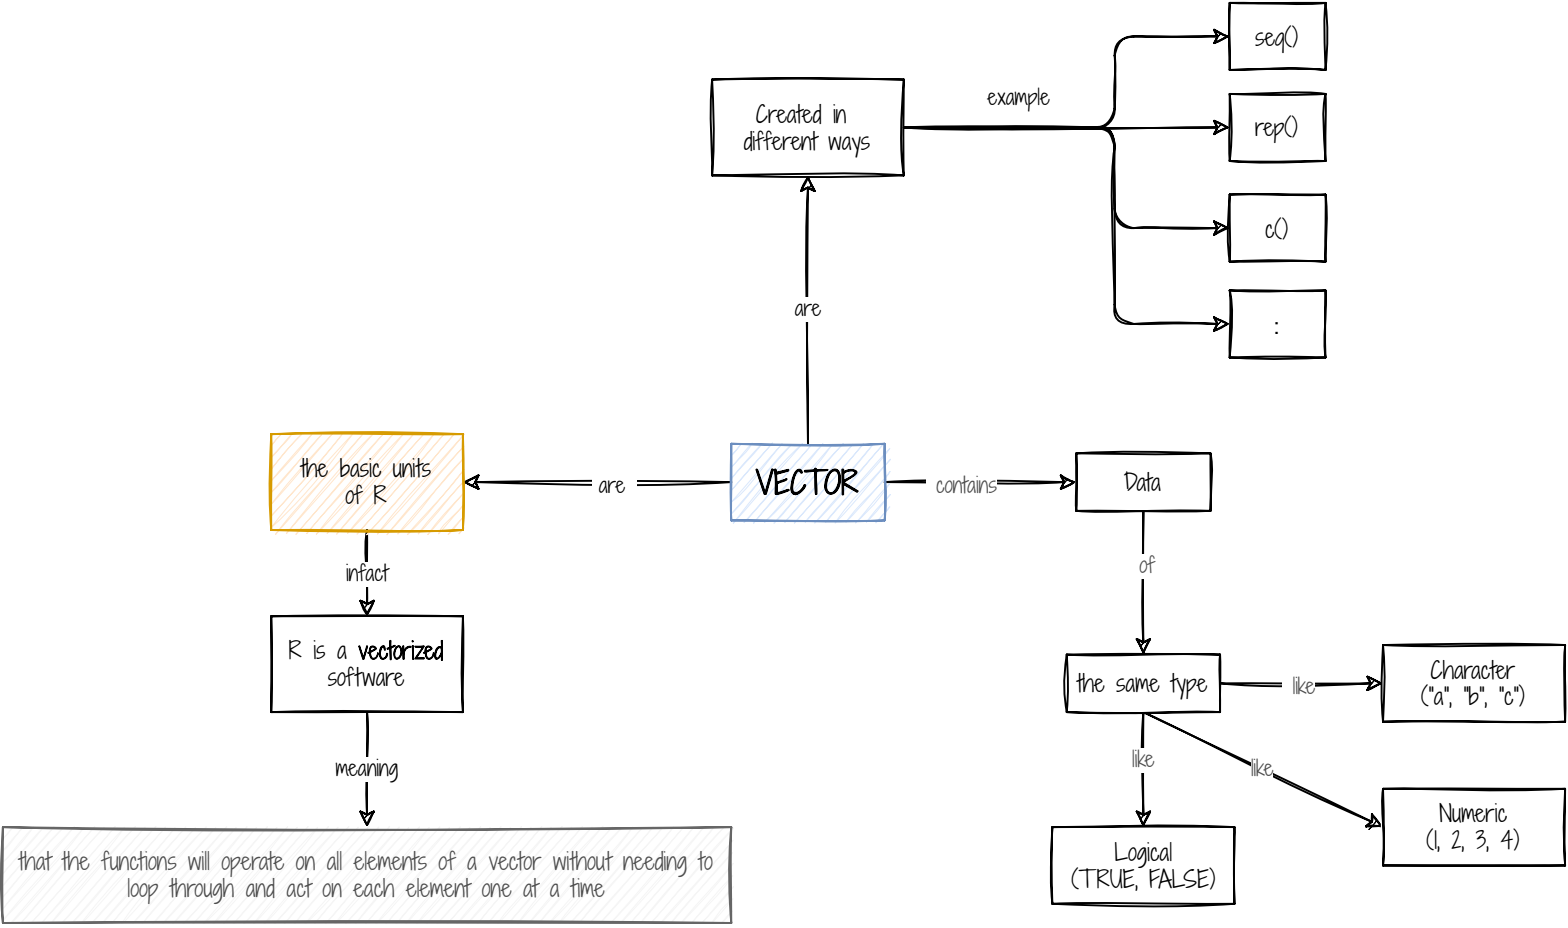 seq()
example
rep()
Created in
different ways
c()
are
:
the basic units
of R
are
VECTOR
contains
Data
infact
of
R is a vectorized
software
the same type
like
Character
("a", "b", "c")
meaning
like
like
Numeric
(1, 2, 3, 4)
that the functions will operate on all elements of a vector without needing to
loop through and act on each element one at a time
Logical
(TRUE, FALSE)